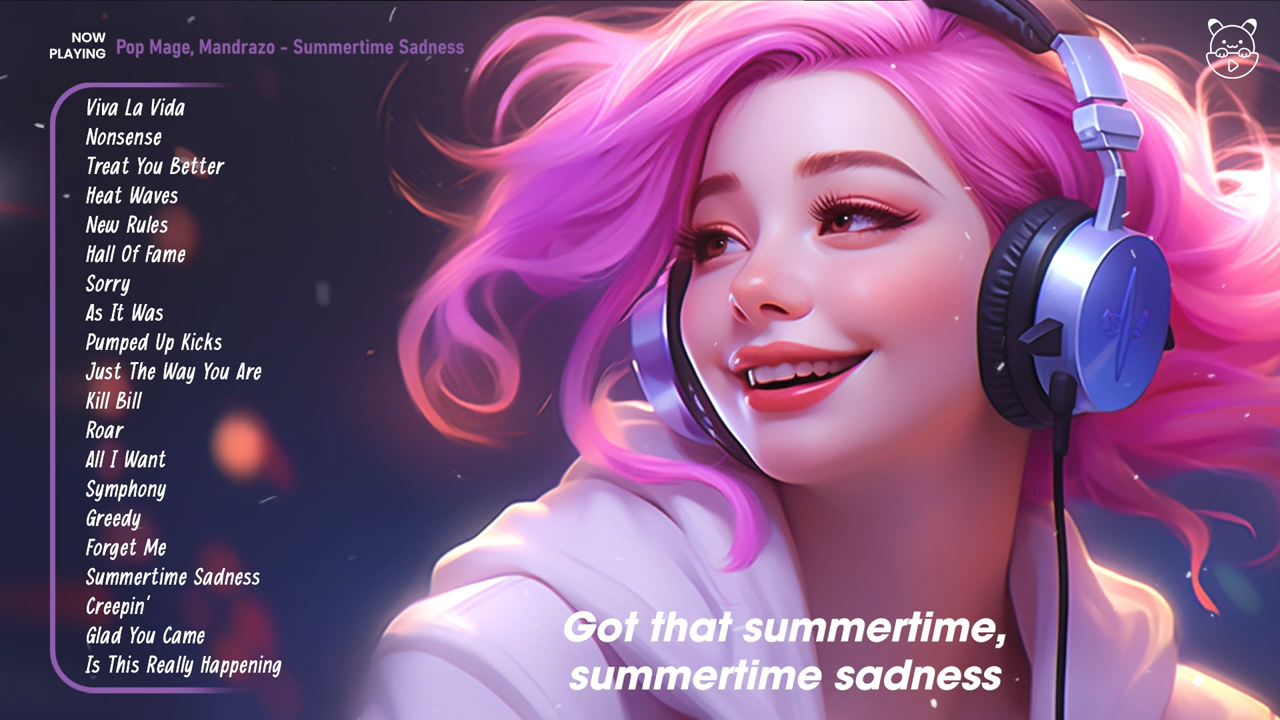 NOW
PLAYING
Pop Mage, Mandrazo - Summertime Sadness
Viva La Vida
Nonsense
Treat You Better
Heat Waves
New Rules
Hall Of Fame
Sorry
As It Was
Pumped Up Kicks
Just The Way You Are
Kill Bill
Roar
All I Want
Symphony
Greedy
Forget Me
Summertime Sadness
Creepin'
Glad You Came
Is This Really Happening
Got that summertime,
summertime sadness